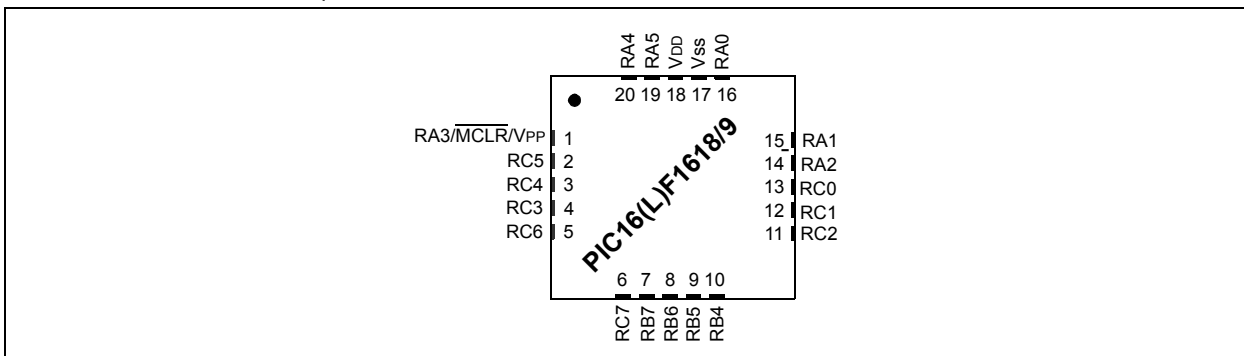 RA4 RA5 VDD Vss RA0
20 19 18 17 16
RA3/MCLR/VPP 1
RC5 2
RC4 3
RC3 4
RC6 5
PIC16(L)F1618/9
15 RA1
14 RA2
13 RC0
12 RC1
11 RC2
6 7 8 9 10
RC7 RB7 RB6 RB5 RB4